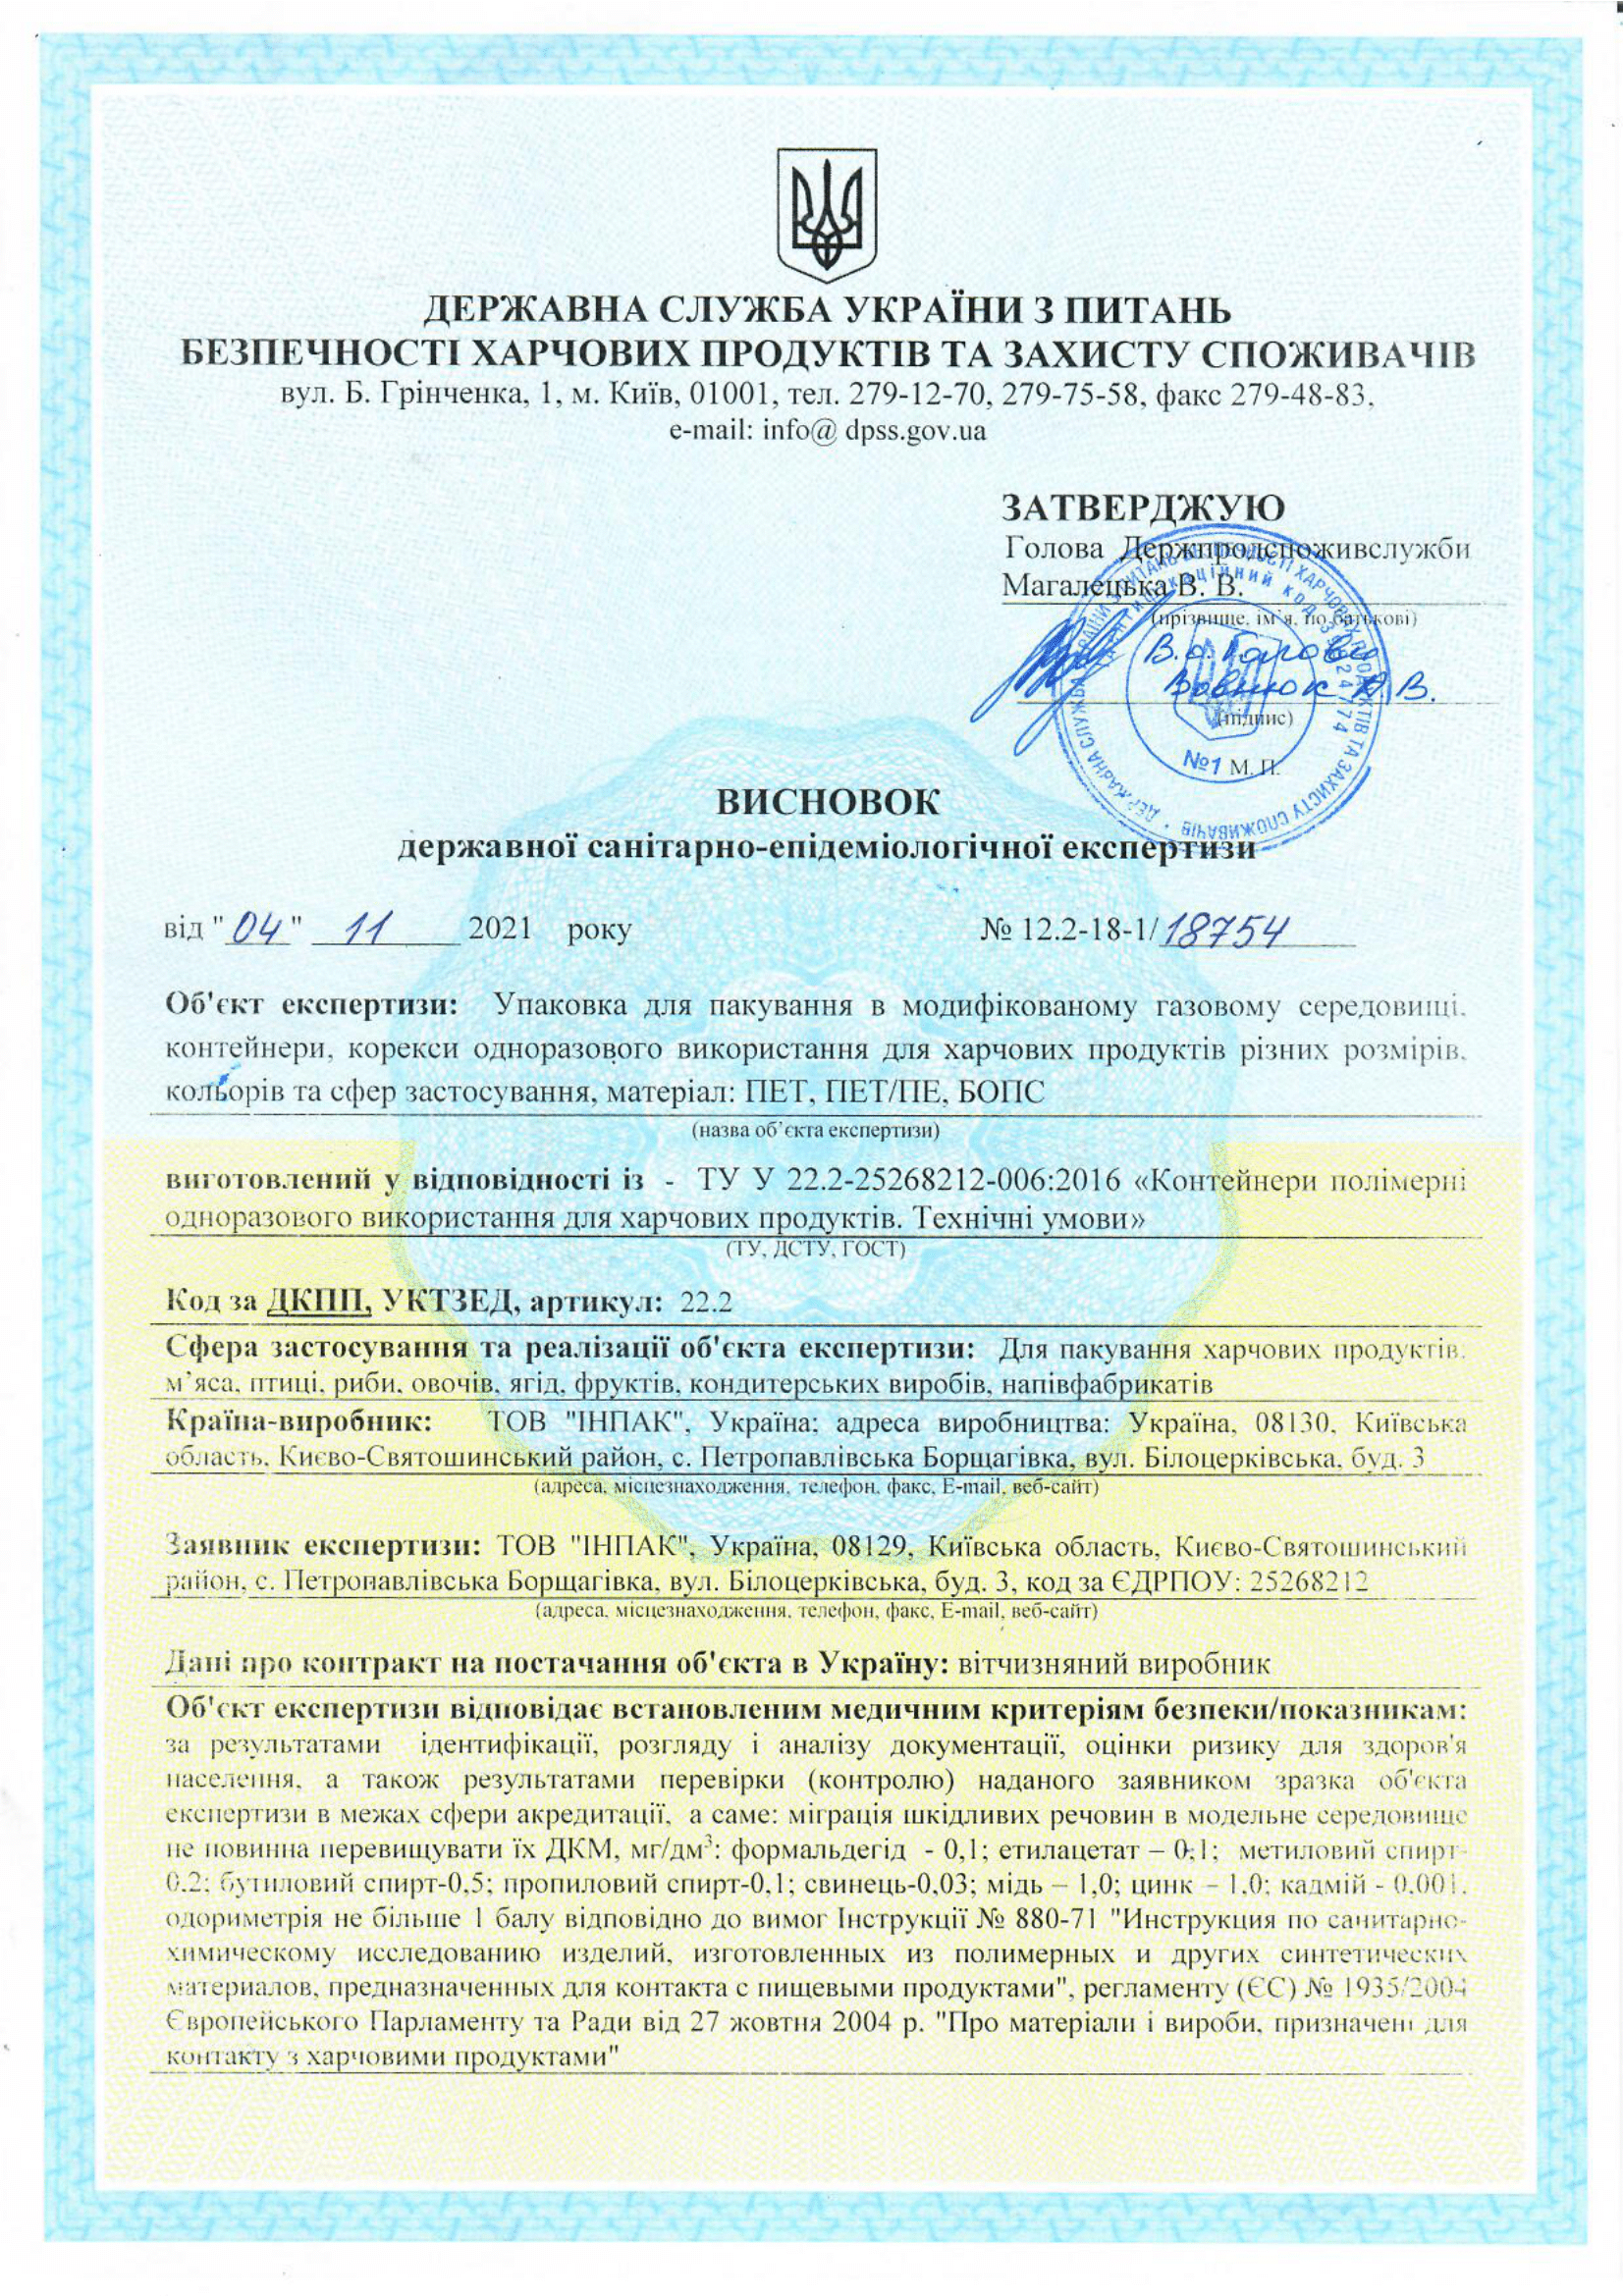 ДЕРЖАВНА СЛУЖБА УКРАЇНИ З ПИТАНЬ
БЕЗПЕЧНОСТІ ХАРЧОВИХ ПРОДУКТІВ ТА ЗАХИСТУ СПОЖИВАЧІВ
вул. Б. Грінченка, 1, м. Київ, 01001, тел. 279-12-70, 279-75-58, факс 279-48-83,
e-mail: info@ dpss.gov.ua
ЗАТВЕРДЖУЮ
Голова Держпродспоживслужби
Магалецька В. В.
(прізвище, ім'я, по батькові)
В.о. Голови
А.В.
(підпис)
№1 М. П.
ВИСНОВОК
державної санітарно-епідеміологічної експертизи
від "04" 11 2021 року № 12.2-18-1/18754
Об'єкт експертизи: Упаковка для пакування в модифікованому газовому середовищі,
контейнери, корекси одноразового використання для харчових продуктів різних розмірів,
кольорів та сфер застосування, матеріал: ПЕТ, ПЕТ/ПЕ, БОПС
(назва об'єкта експертизи)
виготовлений у відповідності із - ТУ У 22.2-25268212-006:2016 «Контейнери полімерні
одноразового використання для харчових продуктів. Технічні умови»
(ТУ, ДСТУ, ГОСТ)
Код за ДКПП, УКТЗЕД, артикул: 22.2
Сфера застосування та реалізації об'єкта експертизи: Для пакування харчових продуктів,
м'яса, птиці, риби, овочів, ягід, фруктів, кондитерських виробів, напівфабрикатів
Країна-виробник: ТОВ "ІНПАК", Україна; адреса виробництва: Україна, 08130, Київська
область, Києво-Святошинський район, с. Петропавлівська Борщагівка, вул. Білоцерківська, буд. 3
(адреса, місцезнаходження, телефон, факс, E-mail, веб-сайт)
Заявник експертизи: ТОВ "ІНПАК", Україна, 08129, Київська область, Києво-Святошинський
район, с. Петропавлівська Борщагівка, вул. Білоцерківська, буд. 3, код за ЄДРПОУ: 25268212
(адреса, місцезнаходження, телефон, факс, E-mail, веб-сайт)
Дані про контракт на постачання об'єкта в Україну: вітчизняний виробник
Об'єкт експертизи відповідає встановленим медичним критеріям безпеки/показникам:
за результатами ідентифікації, розгляду і аналізу документації, оцінки ризику для здоров'я
населення, а також результатами перевірки (контролю) наданого заявником зразка об'єкта
експертизи в межах сфери акредитації, а саме: міграція шкідливих речовин в модельне середовище
не повинна перевищувати їх ДКМ, мг/дм³: формальдегід - 0,1; етилацетат – 0,1; метиловий спирт-
0,2; бутиловий спирт-0,5; пропиловий спирт-0,1; свинець-0,03; мідь – 1,0; цинк – 1,0; кадмій - 0,001,
одориметрія не більше 1 балу відповідно до вимог Інструкції № 880-71 "Инструкция по санитарно-
химическому исследованию изделий, изготовленных из полимерных и других синтетических
материалов, предназначенных для контакта с пищевыми продуктами", регламенту (ЄС) № 1935/2004
Європейського Парламенту та Ради від 27 жовтня 2004 р. "Про матеріали і вироби, призначені для
контакту з харчовими продуктами"